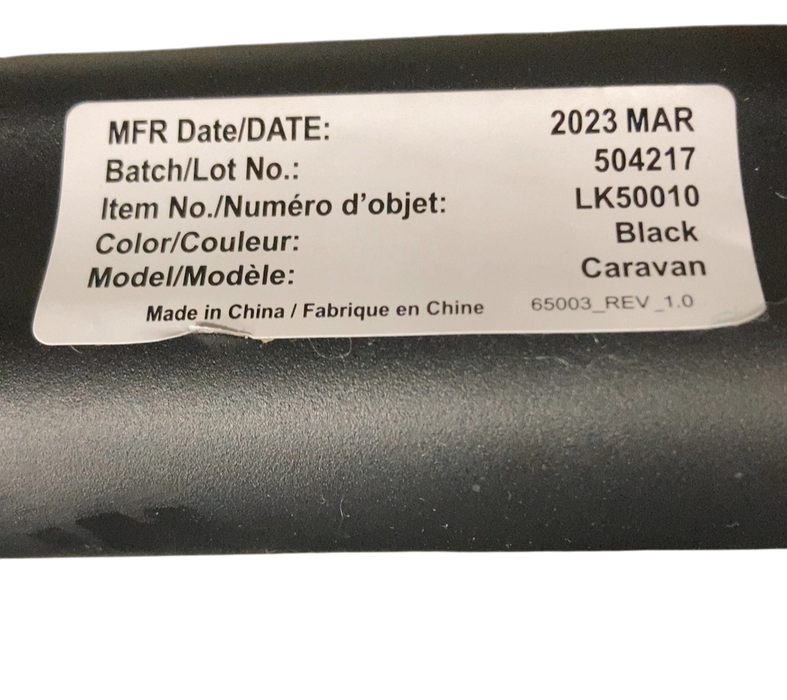 MFR Date/DATE: 2023 MAR
Batch/Lot No.: 504217
Item No./Numéro d'objet: LK50010
Color/Couleur: Black
Model/Modèle: Caravan
Made in China / Fabrique en Chine 65003_REV_1.0